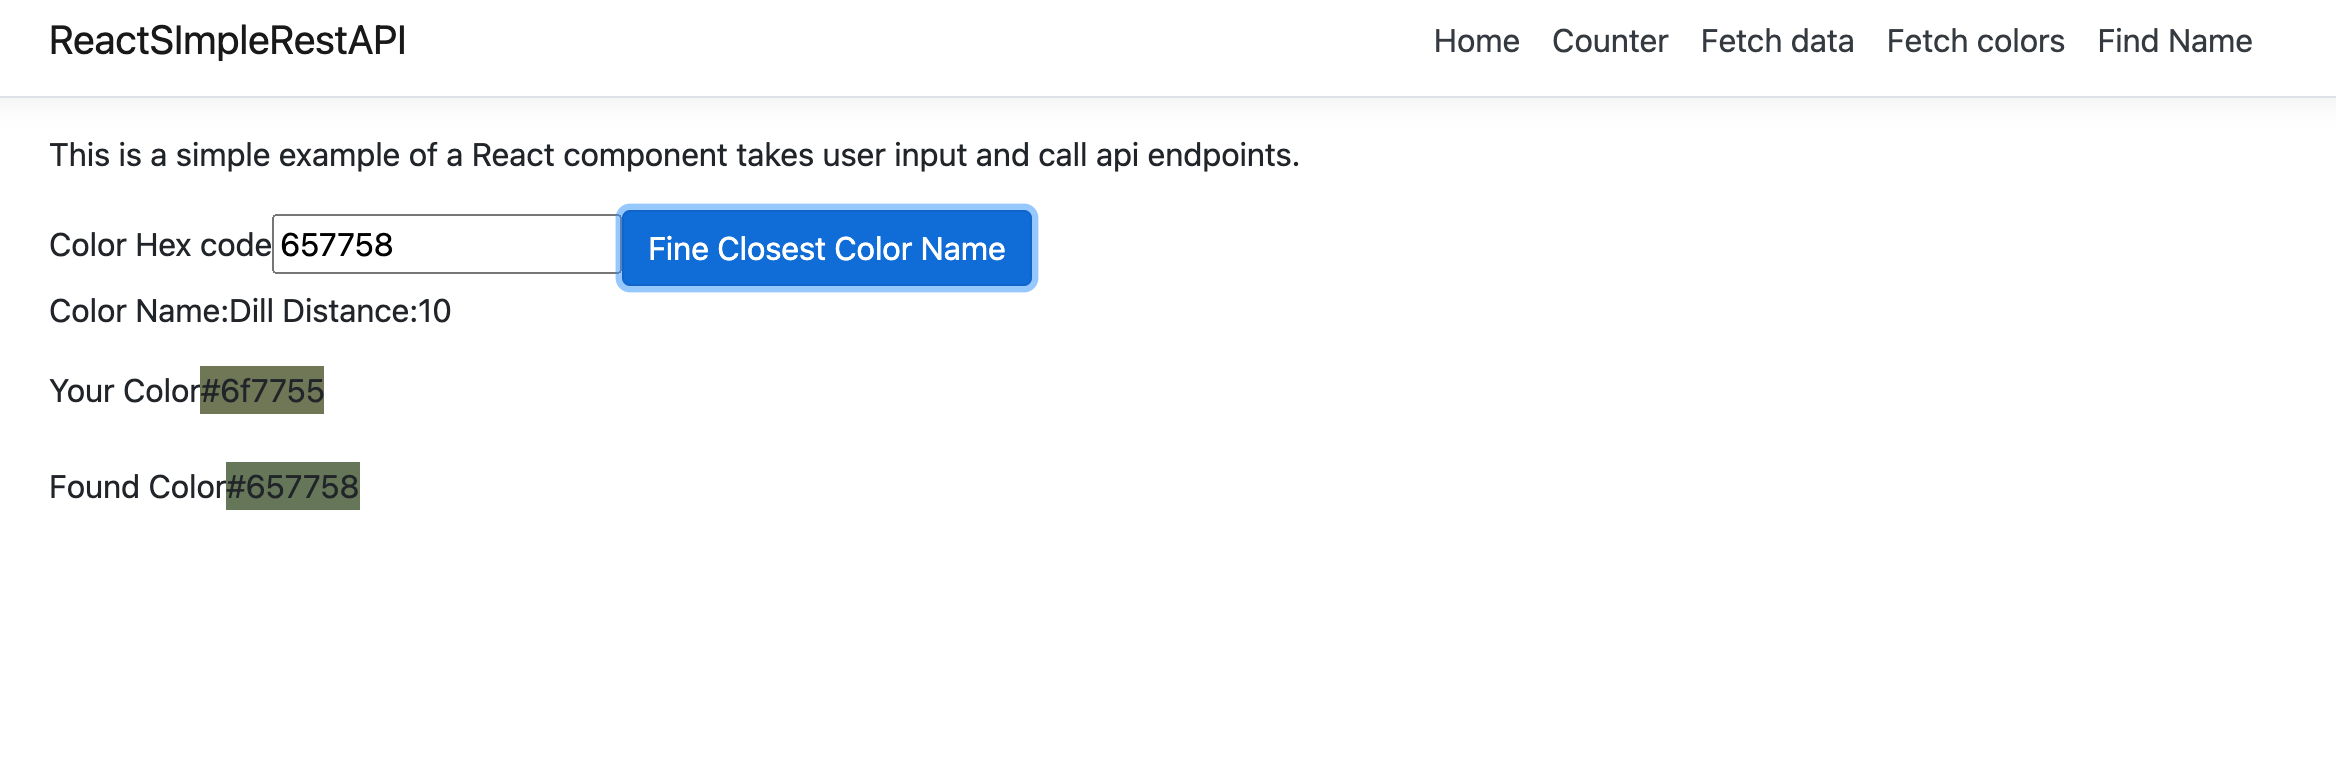 ReactSImpleRestAPI Home Counter Fetch data Fetch colors Find Name
This is a simple example of a React component takes user input and call api endpoints.
Color Hex code 657758 Fine Closest Color Name
Color Name:Dill Distance:10
Your Color#6f7755
Found Color#657758